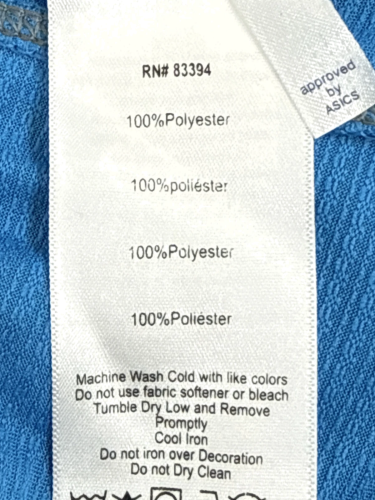 RN# 83394
approved
by
ASICS
100%Polyester
100%poliéster
100%Polyester
100%Poliéster
Machine Wash Cold with like colors
Do not use fabric softener or bleach
Tumble Dry Low and Remove
Promptly
Cool Iron
Do not iron over Decoration
Do not Dry Clean